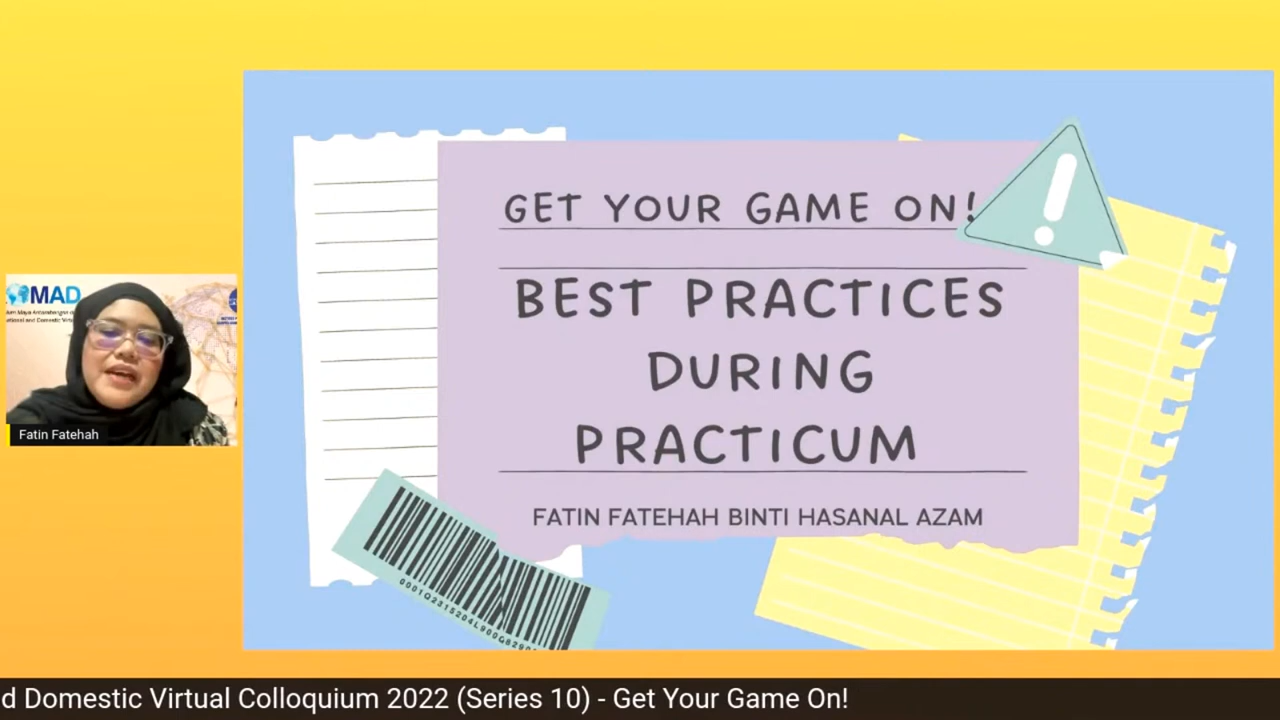 GET YOUR GAME ON!
BEST PRACTICES
DURING
PRACTICUM
FATIN FATEHAH BINTI HASANAL AZAM
MAD
Fatin Fatehah
d Domestic Virtual Colloquium 2022 (Series 10) - Get Your Game On!